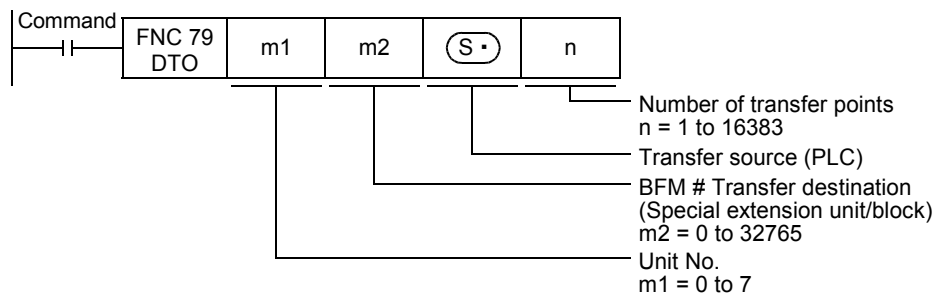 Command
FNC 79
DTO
m1
m2
S•
n
Number of transfer points
n = 1 to 16383
Transfer source (PLC)
BFM # Transfer destination
(Special extension unit/block)
m2 = 0 to 32765
Unit No.
m1 = 0 to 7